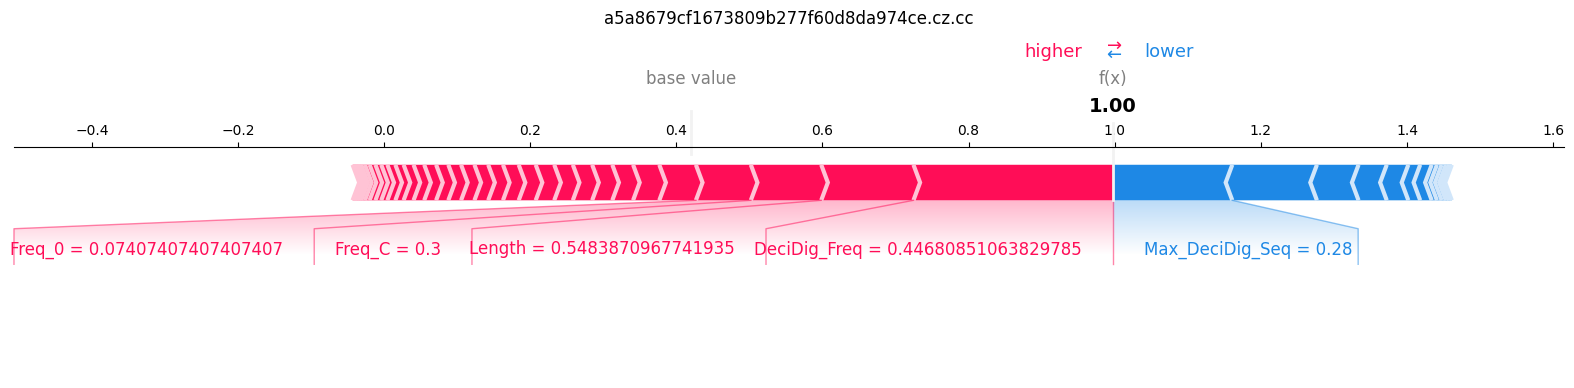 a5a8679cf1673809b277f60d8da974ce.cz.cc
higher ⇄ lower
base value f(x)
1.00
−0.4 −0.2 0.0 0.2 0.4 0.6 0.8 1.0 1.2 1.4 1.6
Freq_0 = 0.07407407407407407 Freq_C = 0.3 Length = 0.5483870967741935 DeciDig_Freq = 0.44680851063829785 Max_DeciDig_Seq = 0.28